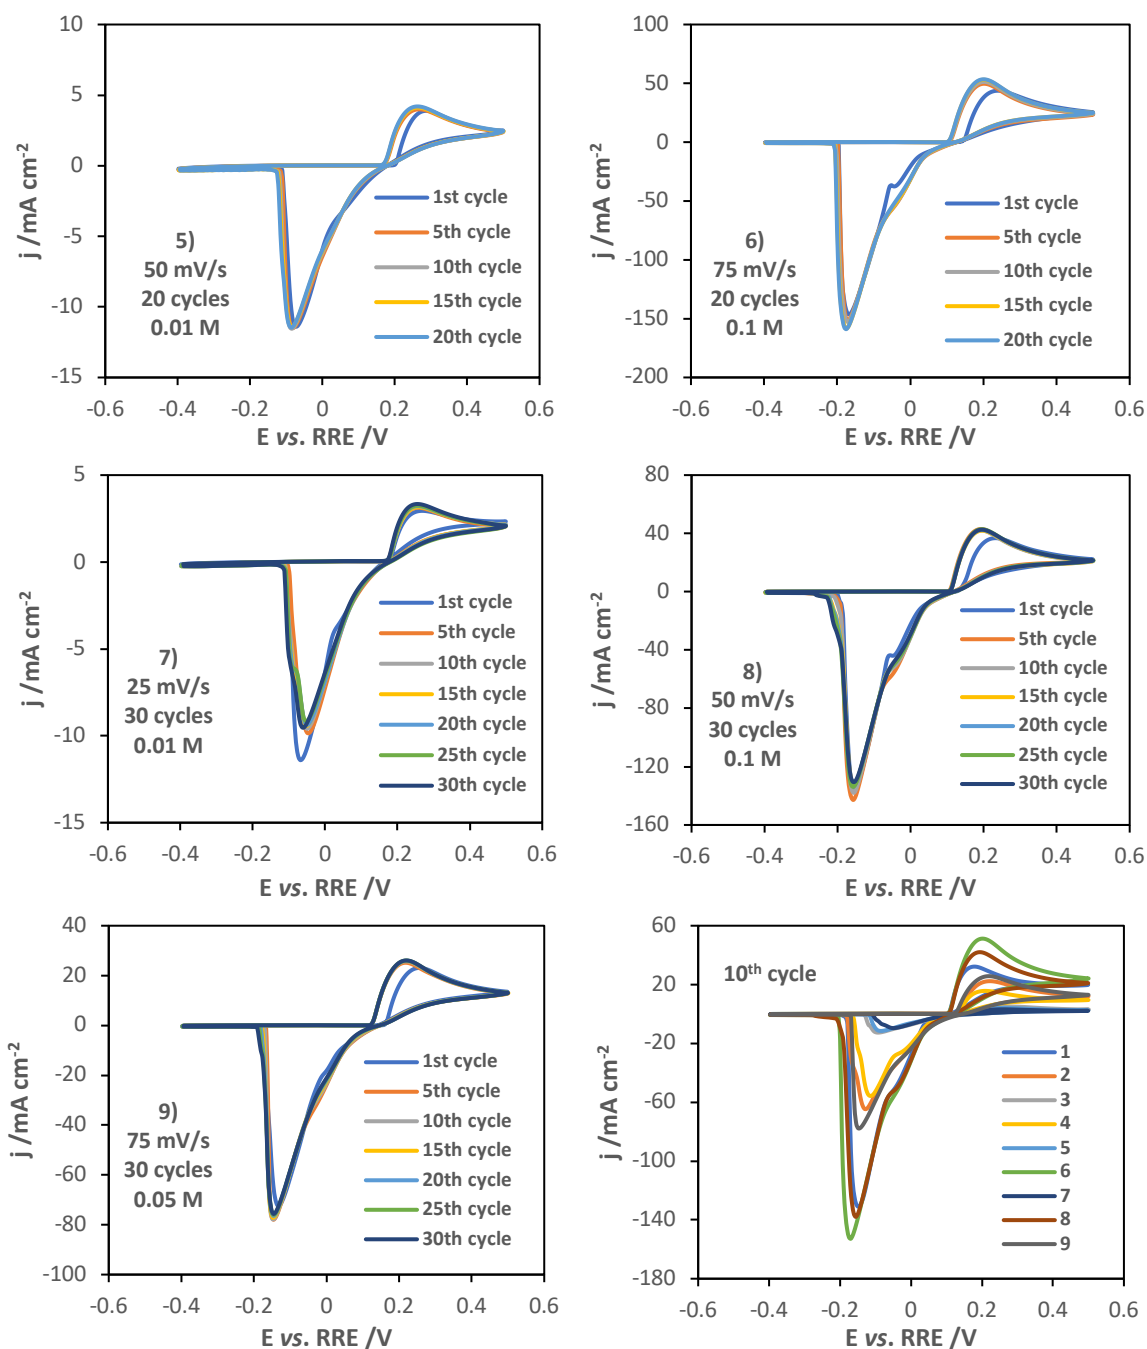 10
5
0
-5
-10
-15
-0.6
-0.4
-0.2
0
0.2
0.4
0.6
j /mA cm-2
E vs. RRE /V
5)
50 mV/s
20 cycles
0.01 M
1st cycle
5th cycle
10th cycle
15th cycle
20th cycle
100
50
0
-50
-100
-150
-200
-0.6
-0.4
-0.2
0
0.2
0.4
0.6
j /mA cm-2
E vs. RRE /V
6)
75 mV/s
20 cycles
0.1 M
1st cycle
5th cycle
10th cycle
15th cycle
20th cycle
5
0
-5
-10
-15
-0.6
-0.4
-0.2
0
0.2
0.4
0.6
j /mA cm-2
E vs. RRE /V
7)
25 mV/s
30 cycles
0.01 M
1st cycle
5th cycle
10th cycle
15th cycle
20th cycle
25th cycle
30th cycle
80
40
0
-40
-80
-120
-160
-0.6
-0.4
-0.2
0
0.2
0.4
0.6
j /mA cm-2
E vs. RRE /V
8)
50 mV/s
30 cycles
0.1 M
1st cycle
5th cycle
10th cycle
15th cycle
20th cycle
25th cycle
30th cycle
40
20
0
-20
-40
-60
-80
-100
-0.6
-0.4
-0.2
0
0.2
0.4
0.6
j /mA cm-2
E vs. RRE /V
9)
75 mV/s
30 cycles
0.05 M
1st cycle
5th cycle
10th cycle
15th cycle
20th cycle
25th cycle
30th cycle
60
20
-20
-60
-100
-140
-180
-0.6
-0.4
-0.2
0
0.2
0.4
0.6
j /mA cm-2
E vs. RRE /V
10th cycle
1
2
3
4
5
6
7
8
9